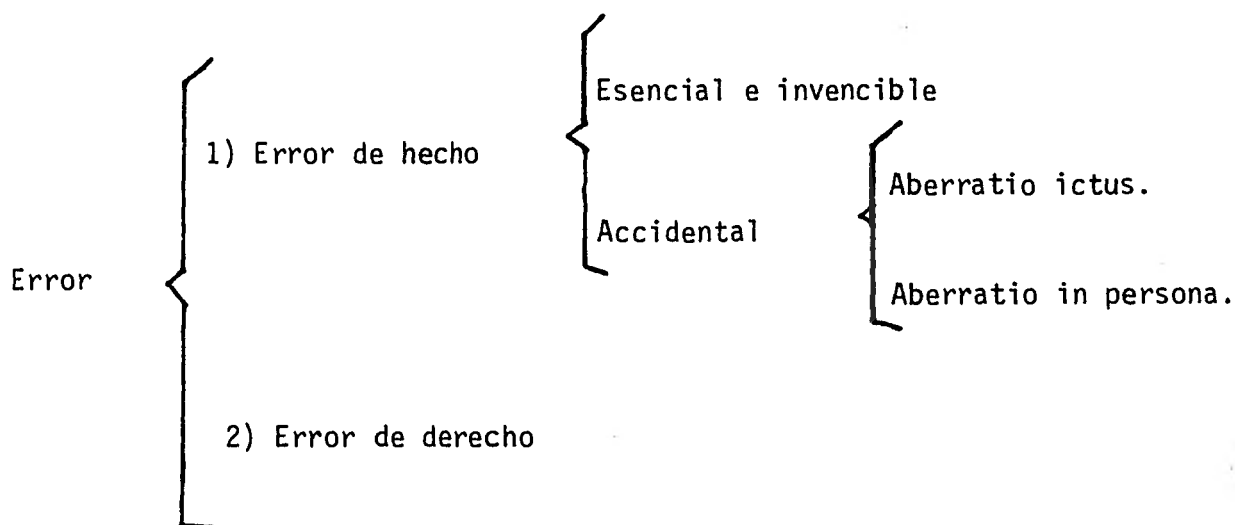 Esencial e invencible
1) Error de hecho
Aberratio ictus.
Accidental
Error
Aberratio in persona.
2) Error de derecho